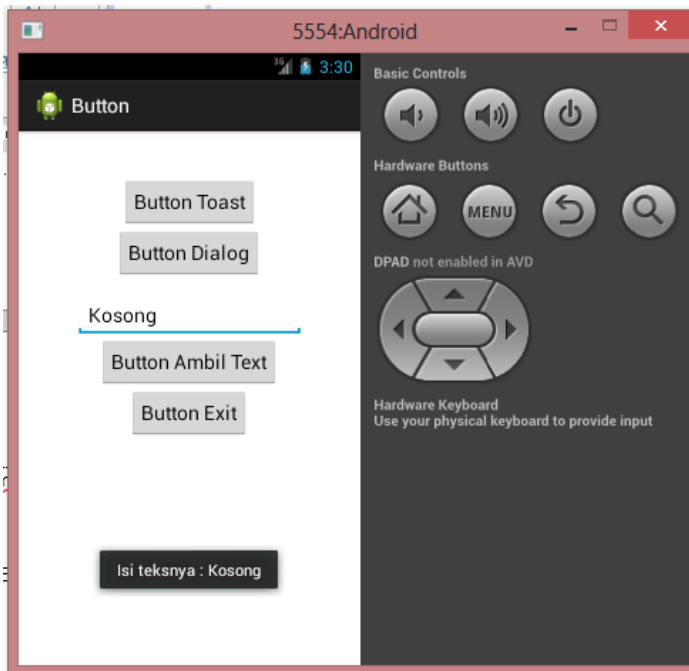 5554:Android
3G 3:30
Button
Button Toast
Button Dialog
Kosong
Button Ambil Text
Button Exit
Isi teksnya : Kosong
Basic Controls
Hardware Buttons
MENU
DPAD not enabled in AVD
Hardware Keyboard
Use your physical keyboard to provide input